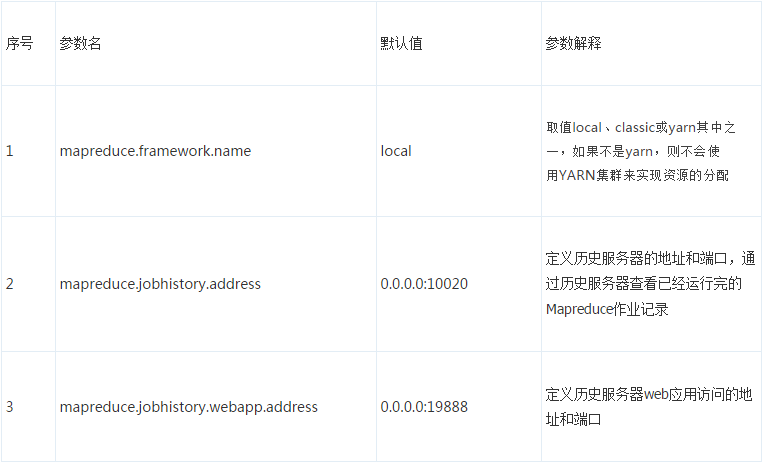 序号 参数名 默认值 参数解释
1 mapreduce.framework.name local 取值local、classic或yarn其中之
一，如果不是yarn，则不会使
用YARN集群来实现资源的分配
2 mapreduce.jobhistory.address 0.0.0.0:10020 定义历史服务器的地址和端口，通
过历史服务器查看已经运行完的
Mapreduce作业记录
3 mapreduce.jobhistory.webapp.address 0.0.0.0:19888 定义历史服务器web应用访问的地
址和端口